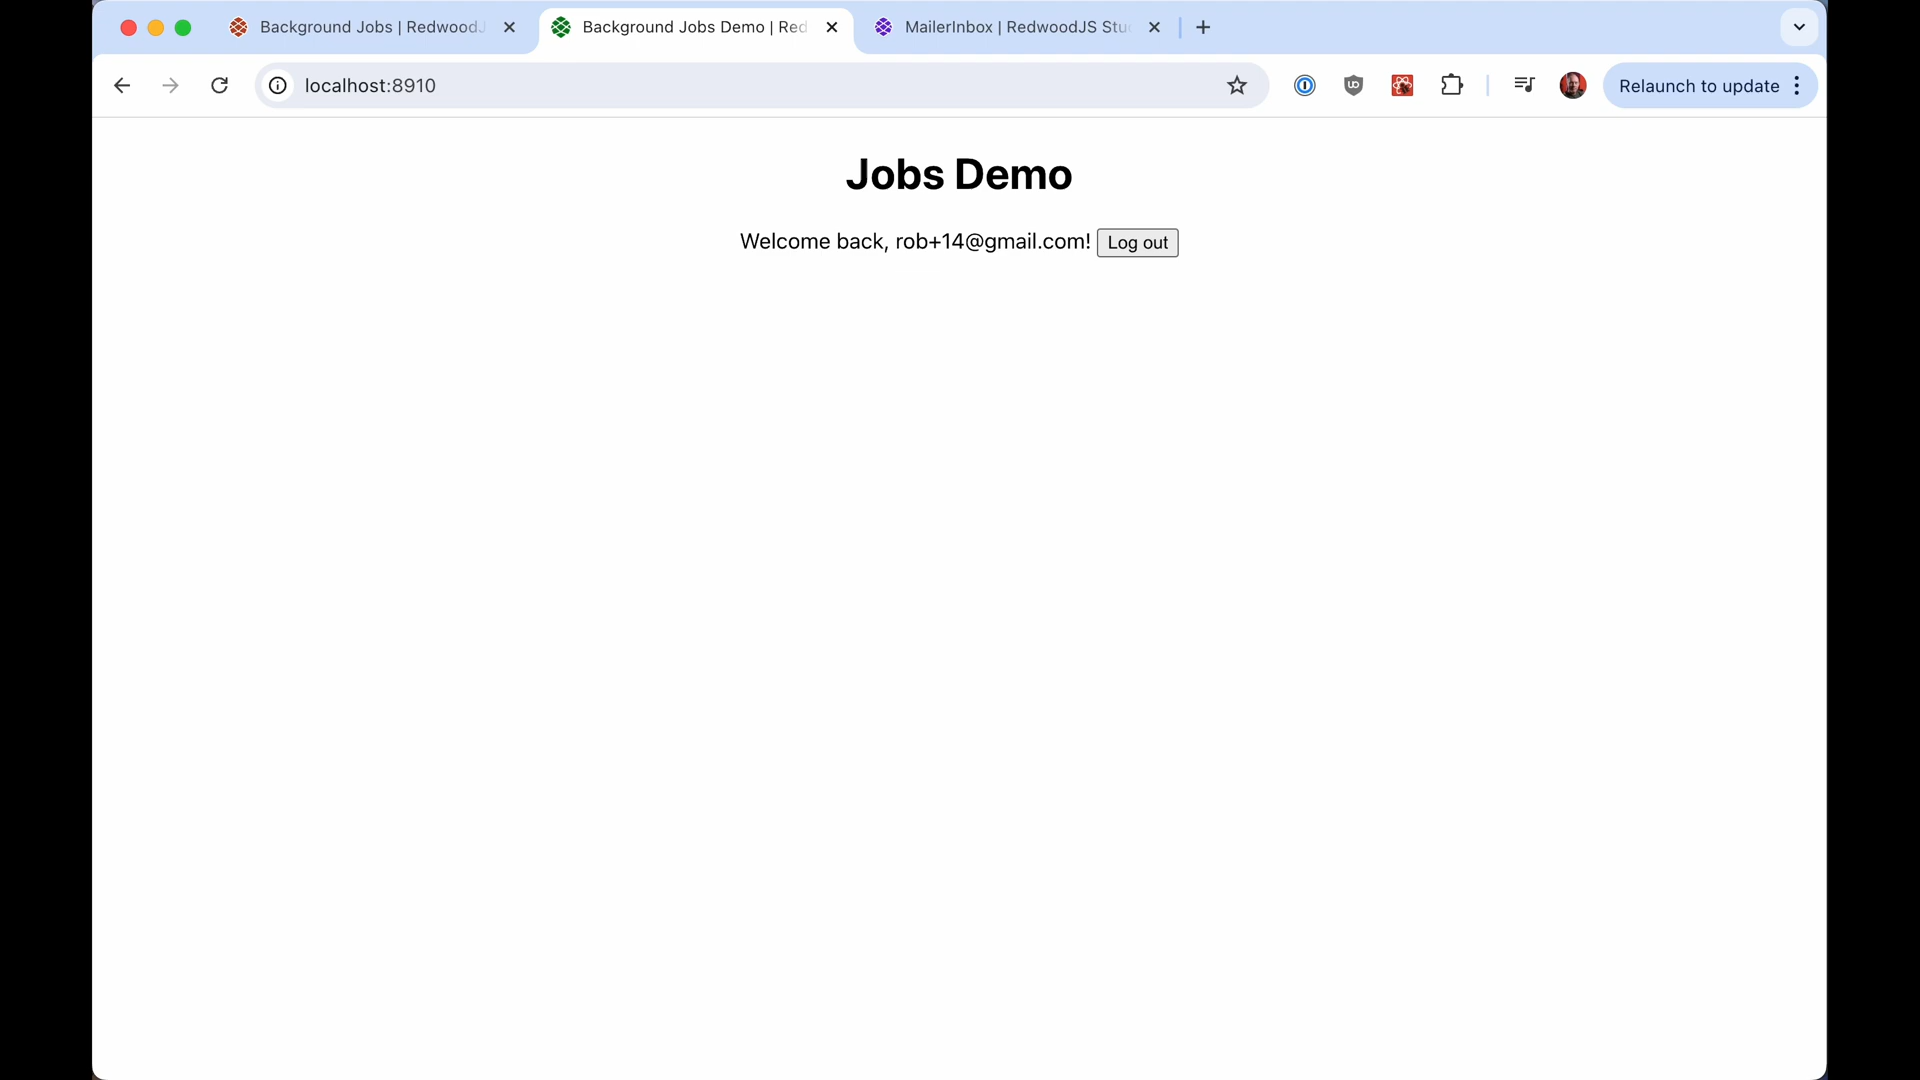 Background Jobs | RedwoodJ
Background Jobs Demo | Red
MailerInbox | RedwoodJS Stu
localhost:8910
Relaunch to update
Jobs Demo
Welcome back, rob+14@gmail.com! Log out